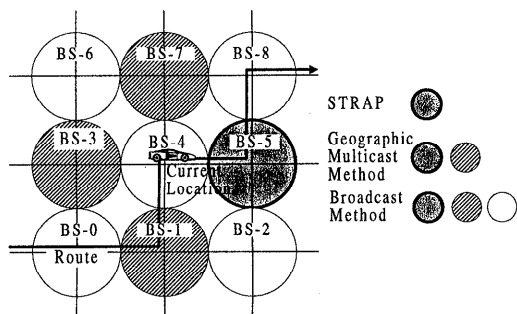 BS-6 BS-7 BS-8
STRAP
BS-3 BS-4 BS-5
Geographic
Multicast
Method
Current
Location
Broadcast
Method
BS-0 BS-1 BS-2
Route